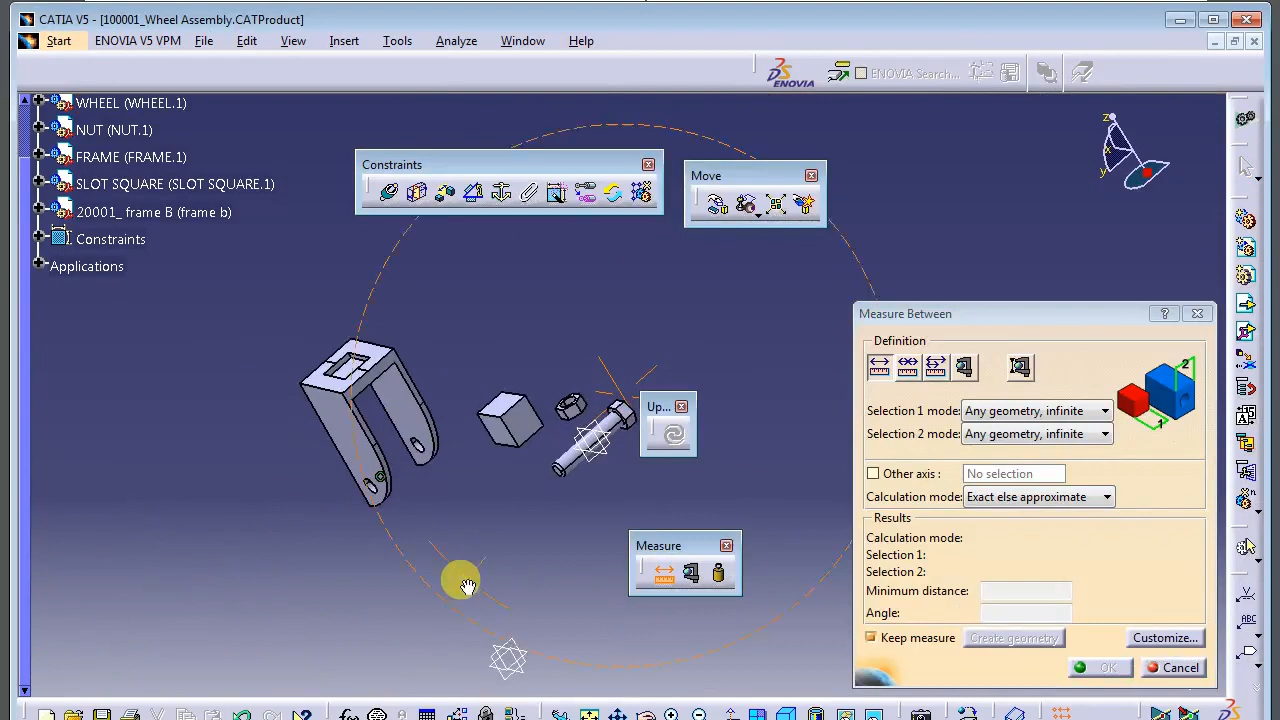 CATIA V5 - [100001_Wheel Assembly.CATProduct]
Start ENOVIA V5 VPM File Edit View Insert Tools Analyze Window Help
ENOVIA
ENOVIA Search...
WHEEL (WHEEL.1)
NUT (NUT.1)
FRAME (FRAME.1)
SLOT SQUARE (SLOT SQUARE.1)
20001_ frame B (frame b)
Constraints
Applications
Constraints
Move
z
x
y
Up...
Measure
Measure Between
Definition
Selection 1 mode: Any geometry, infinite
Selection 2 mode: Any geometry, infinite
2
1
Other axis : No selection
Calculation mode: Exact else approximate
Results
Calculation mode:
Selection 1:
Selection 2:
Minimum distance:
Angle:
Keep measure Create geometry Customize...
OK Cancel
ABC
f(x)